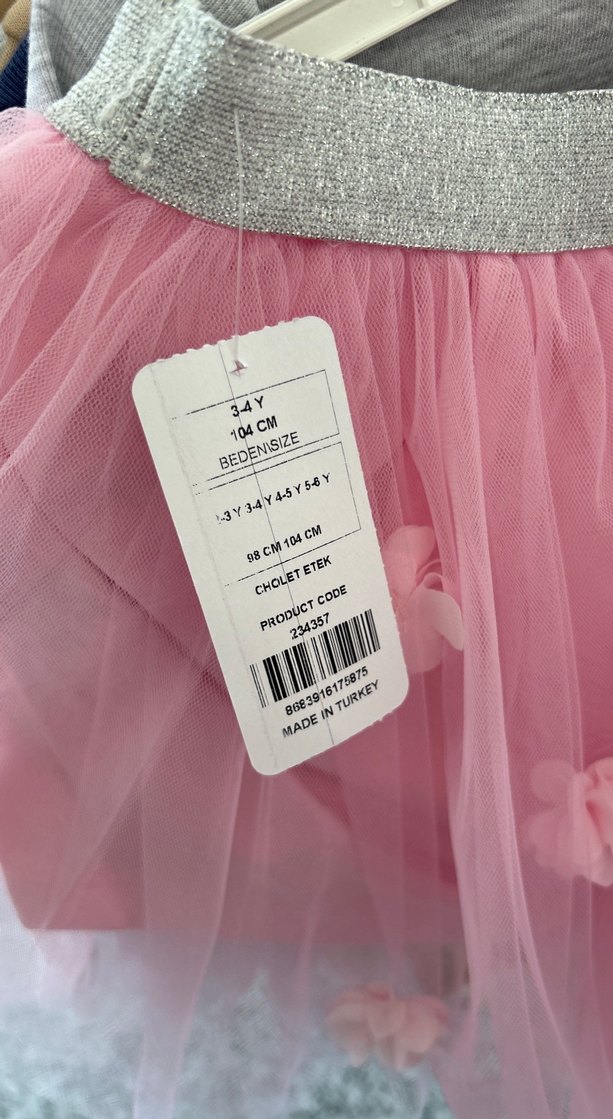 3-4 Y
104 CM
BEDEN\SIZE
-3 Y 3-4 Y 4-5 Y 5-6 Y
98 CM 104 CM
CHOLET ETEK
PRODUCT CODE
234357
8683916175875
MADE IN TURKEY